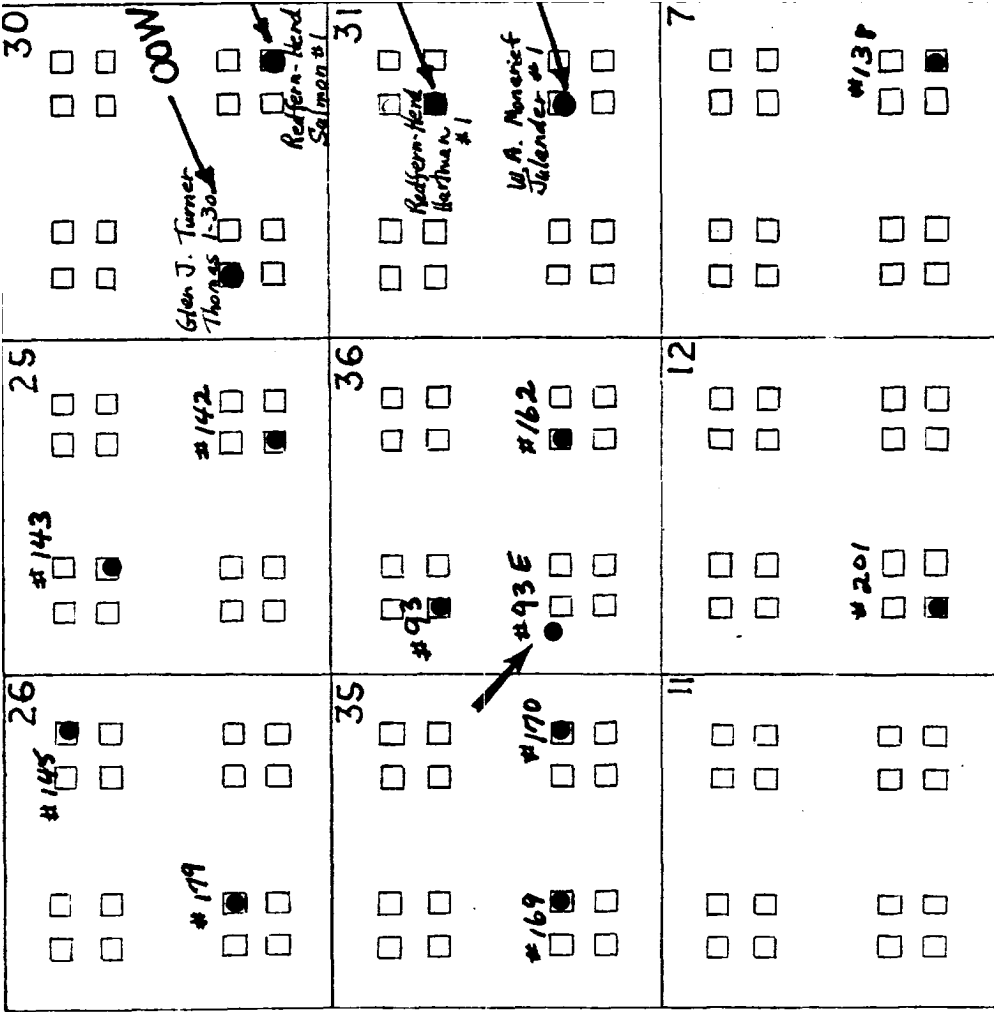 30
OOW
Redfern-Herd
Salmon #1
Glen J. Turner
Thomas 1-30
31
Redfern-Herd
Hartman
#1
W.A. Moncrief
Julander #1
7
#138
25
#143
#142
36
#162
#93
#93E
12
#201
26
#145
#179
35
#170
#169
11